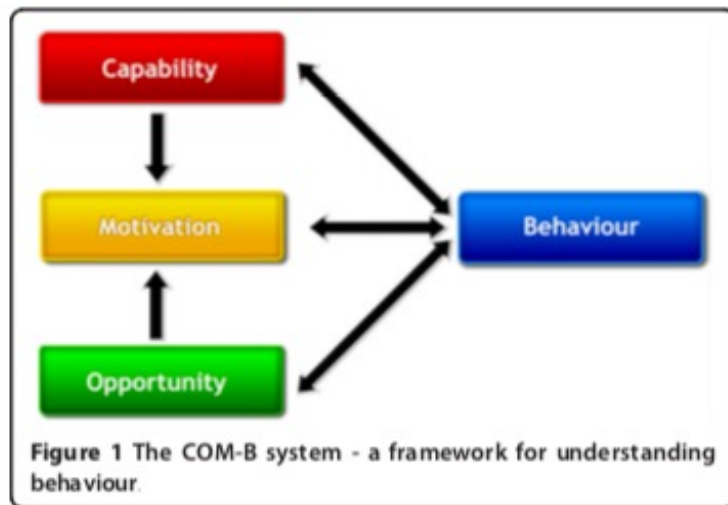 Capability
Motivation
Behaviour
Opportunity
Figure 1 The COM-B system - a framework for understanding
behaviour.